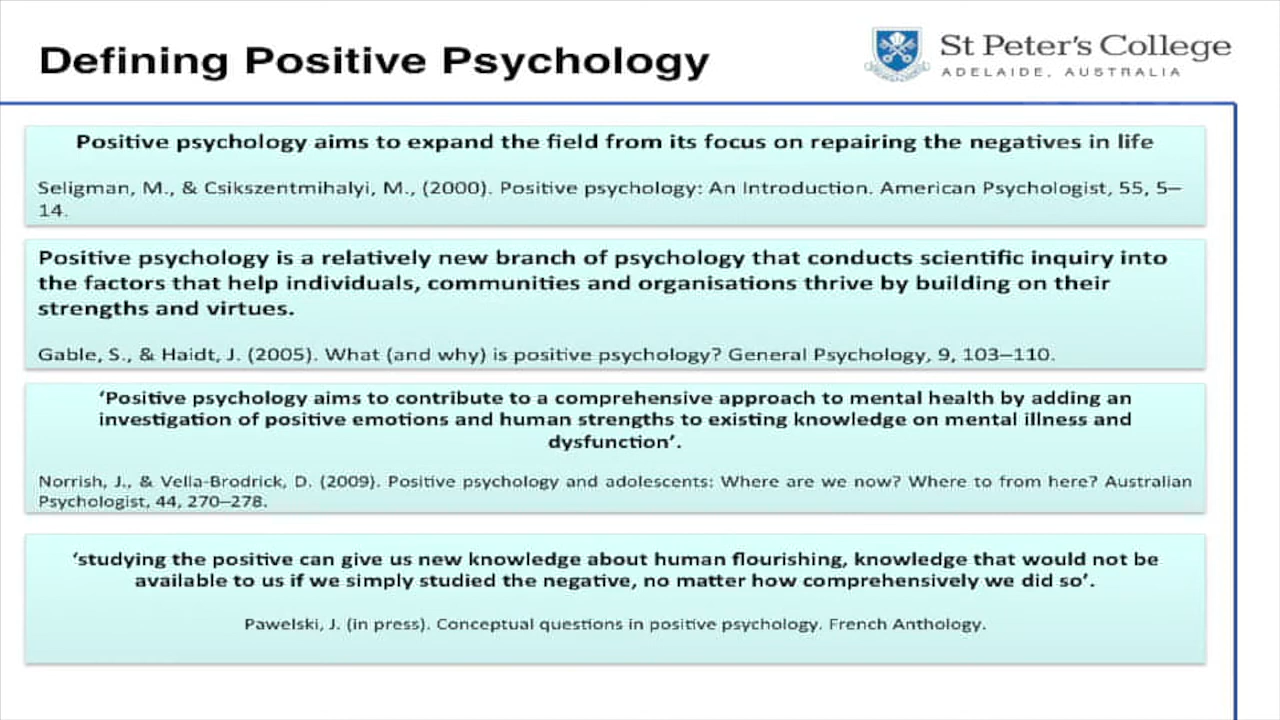 Defining Positive Psychology
St Peter's College
ADELAIDE, AUSTRALIA
Positive psychology aims to expand the field from its focus on repairing the negatives in life
Seligman, M., & Csikszentmihalyi, M., (2000). Positive psychology: An Introduction. American Psychologist, 55, 5–
14.
Positive psychology is a relatively new branch of psychology that conducts scientific inquiry into
the factors that help individuals, communities and organisations thrive by building on their
strengths and virtues.
Gable, S., & Haidt, J. (2005). What (and why) is positive psychology? General Psychology, 9, 103–110.
‘Positive psychology aims to contribute to a comprehensive approach to mental health by adding an
investigation of positive emotions and human strengths to existing knowledge on mental illness and
dysfunction’.
Norrish, J., & Vella-Brodrick, D. (2009). Positive psychology and adolescents: Where are we now? Where to from here? Australian
Psychologist, 44, 270–278.
‘studying the positive can give us new knowledge about human flourishing, knowledge that would not be
available to us if we simply studied the negative, no matter how comprehensively we did so’.
Pawelski, J. (in press). Conceptual questions in positive psychology. French Anthology.